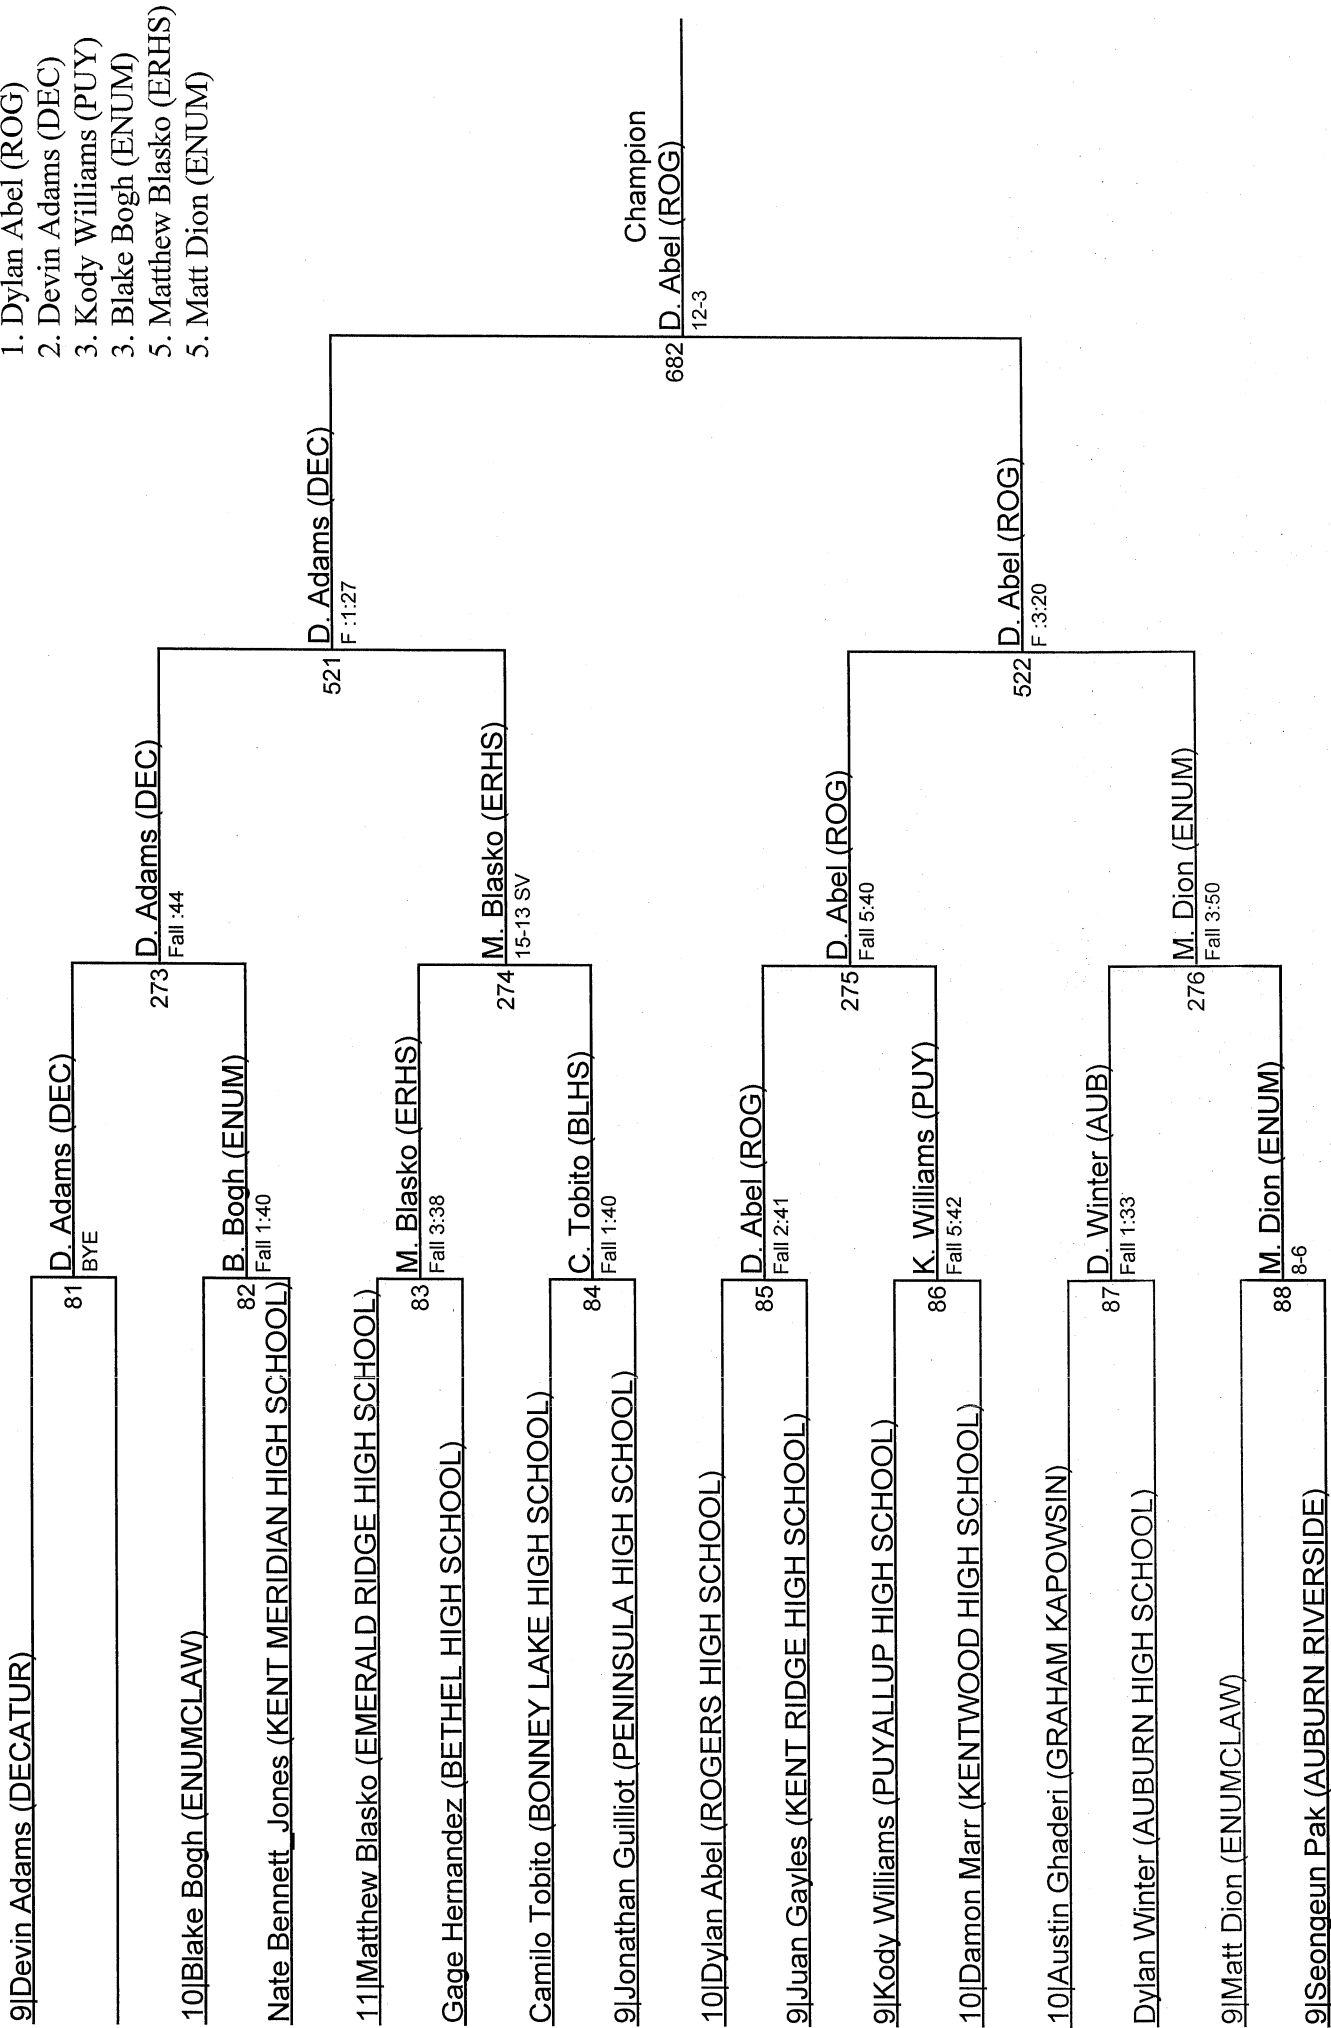 1. Dylan Abel (ROG)
2. Devin Adams (DEC)
3. Kody Williams (PUY)
3. Blake Bogh (ENUM)
5. Matthew Blasko (ERHS)
5. Matt Dion (ENUM)
9|Devin Adams (DECATUR)
10|Blake Bogh (ENUMCLAW)
Nate Bennett_Jones (KENT MERIDIAN HIGH SCHOOL)
11|Matthew Blasko (EMERALD RIDGE HIGH SCHOOL)
Gage Hernandez (BETHEL HIGH SCHOOL)
Camilo Tobito (BONNEY LAKE HIGH SCHOOL)
9|Jonathan Guilliot (PENINSULA HIGH SCHOOL)
10|Dylan Abel (ROGERS HIGH SCHOOL)
9|Juan Gayles (KENT RIDGE HIGH SCHOOL)
9|Kody Williams (PUYALLUP HIGH SCHOOL)
10|Damon Marr (KENTWOOD HIGH SCHOOL)
10|Austin Ghaderi (GRAHAM KAPOWSIN)
Dylan Winter (AUBURN HIGH SCHOOL)
9|Matt Dion (ENUMCLAW)
9|Seongeun Pak (AUBURN RIVERSIDE)
81
D. Adams (DEC)
BYE
82
B. Bogh (ENUM)
Fall 1:40
83
M. Blasko (ERHS)
Fall 3:38
84
C. Tobito (BLHS)
Fall 1:40
85
D. Abel (ROG)
Fall 2:41
86
K. Williams (PUY)
Fall 5:42
87
D. Winter (AUB)
Fall 1:33
88
M. Dion (ENUM)
8-6
273
D. Adams (DEC)
Fall :44
274
M. Blasko (ERHS)
15-13 SV
275
D. Abel (ROG)
Fall 5:40
276
M. Dion (ENUM)
Fall 3:50
521
D. Adams (DEC)
F :1:27
522
D. Abel (ROG)
F :3:20
682
Champion
D. Abel (ROG)
12-3